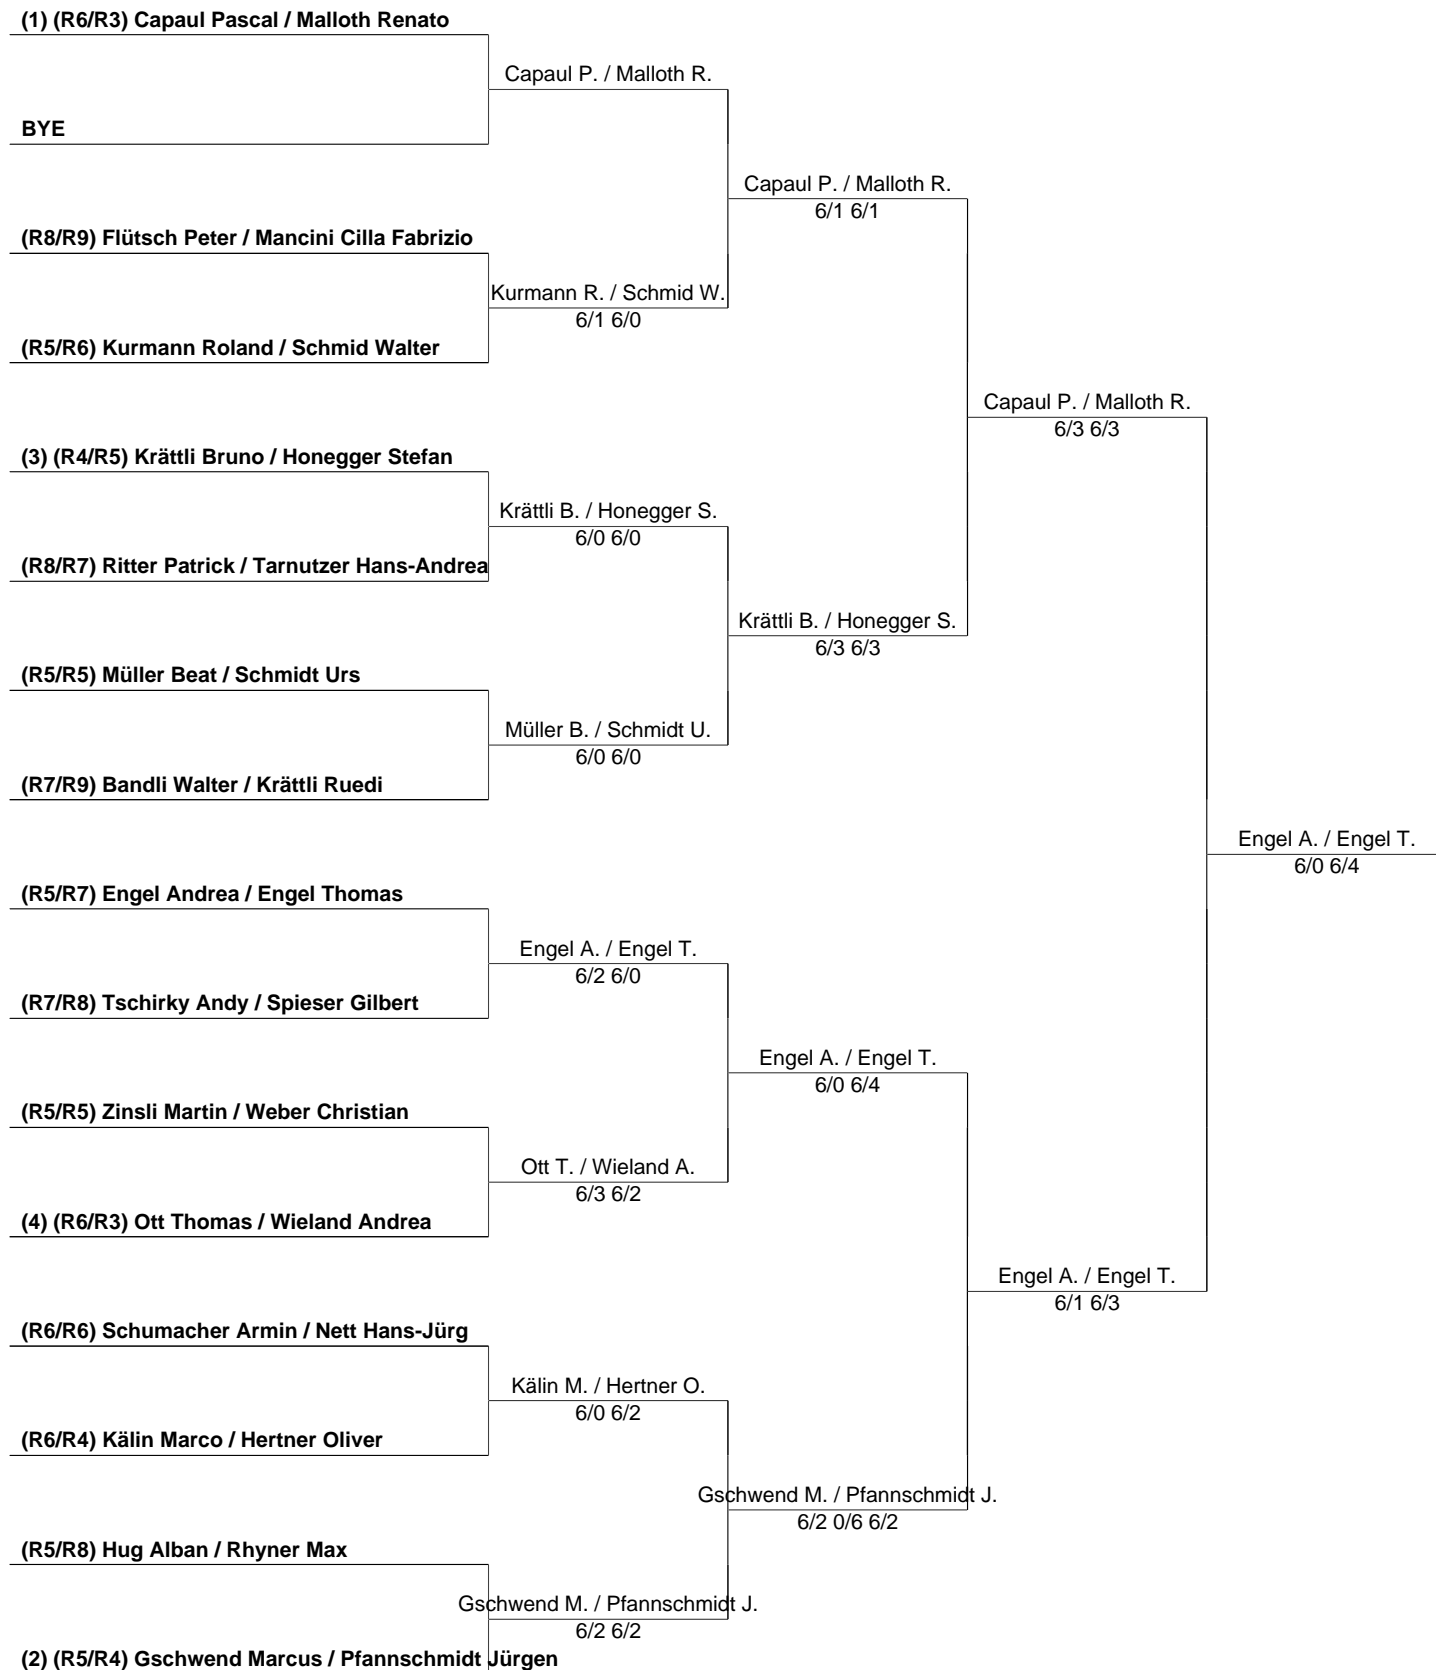 (1) (R6/R3) Capaul Pascal / Malloth Renato
Capaul P. / Malloth R.
BYE
Capaul P. / Malloth R.
6/1 6/1
(R8/R9) Flütsch Peter / Mancini Cilla Fabrizio
Kurmann R. / Schmid W.
6/1 6/0
(R5/R6) Kurmann Roland / Schmid Walter
Capaul P. / Malloth R.
6/3 6/3
(3) (R4/R5) Krättli Bruno / Honegger Stefan
Krättli B. / Honegger S.
6/0 6/0
(R8/R7) Ritter Patrick / Tarnutzer Hans-Andrea
Krättli B. / Honegger S.
6/3 6/3
(R5/R5) Müller Beat / Schmidt Urs
Müller B. / Schmidt U.
6/0 6/0
(R7/R9) Bandli Walter / Krättli Ruedi
Engel A. / Engel T.
6/0 6/4
(R5/R7) Engel Andrea / Engel Thomas
Engel A. / Engel T.
6/2 6/0
(R7/R8) Tschirky Andy / Spieser Gilbert
Engel A. / Engel T.
6/0 6/4
(R5/R5) Zinsli Martin / Weber Christian
Ott T. / Wieland A.
6/3 6/2
(4) (R6/R3) Ott Thomas / Wieland Andrea
Engel A. / Engel T.
6/1 6/3
(R6/R6) Schumacher Armin / Nett Hans-Jürg
Kälin M. / Hertner O.
6/0 6/2
(R6/R4) Kälin Marco / Hertner Oliver
Gschwend M. / Pfannschmidt J.
6/2 0/6 6/2
(R5/R8) Hug Alban / Rhyner Max
Gschwend M. / Pfannschmidt J.
6/2 6/2
(2) (R5/R4) Gschwend Marcus / Pfannschmidt Jürgen